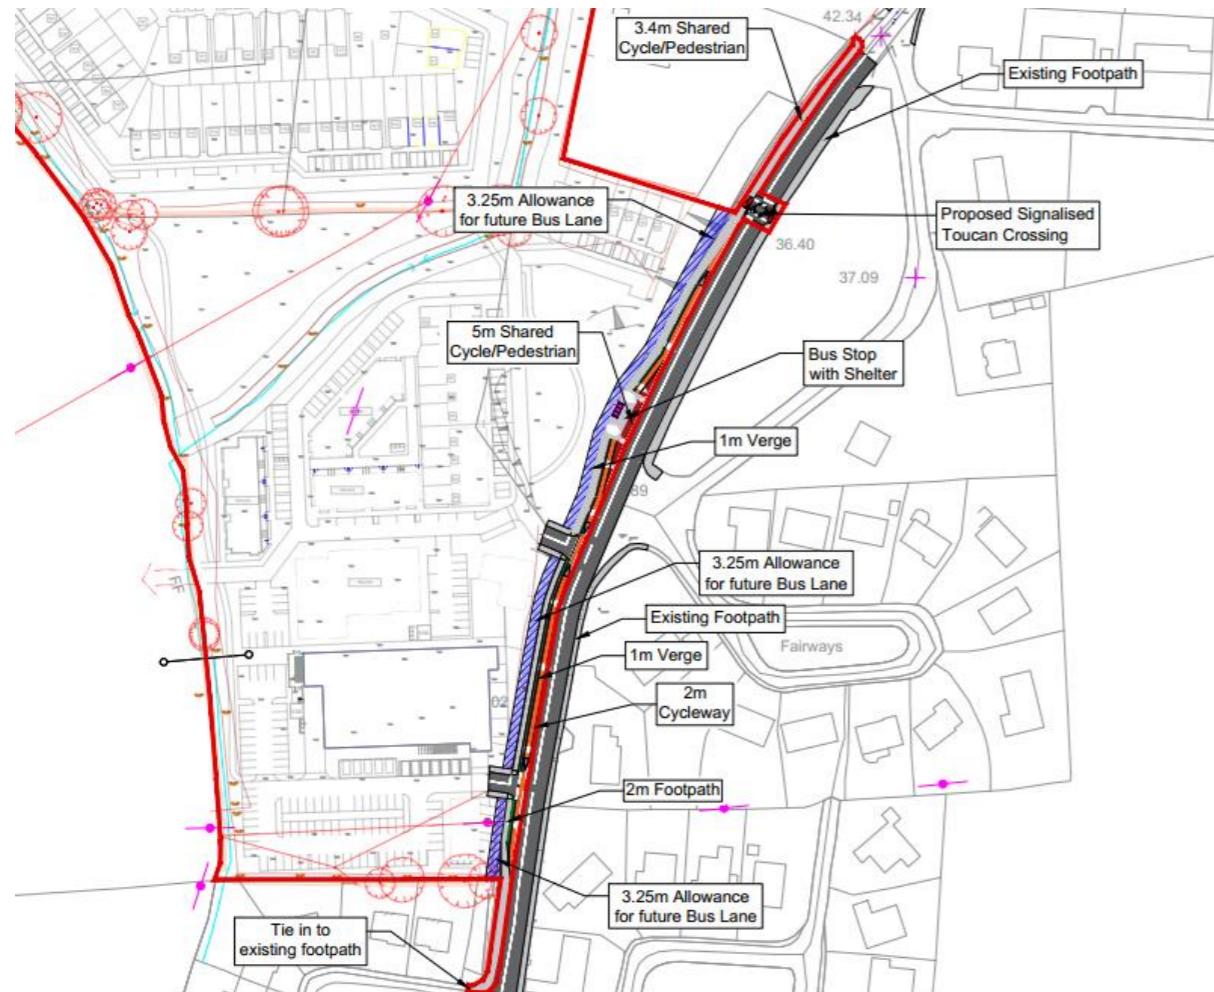 42.34
3.4m Shared
Cycle/Pedestrian
Existing Footpath
3.25m Allowance
for future Bus Lane
Proposed Signalised
Toucan Crossing
36.40
37.09
5m Shared
Cycle/Pedestrian
Bus Stop
with Shelter
1m Verge
89
3.25m Allowance
for future Bus Lane
FF
Existing Footpath
Fairways
1m Verge
02
2m
Cycleway
2m Footpath
3.25m Allowance
for future Bus Lane
Tie in to
existing footpath